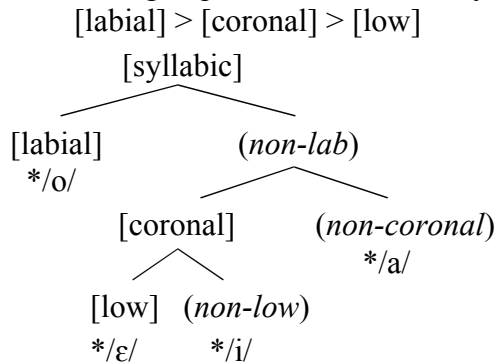 [labial] > [coronal] > [low]
[syllabic]
[labial] (non-lab)
*/o/
[coronal] (non-coronal)
*/a/
[low] (non-low)
*/ɛ/ */i/